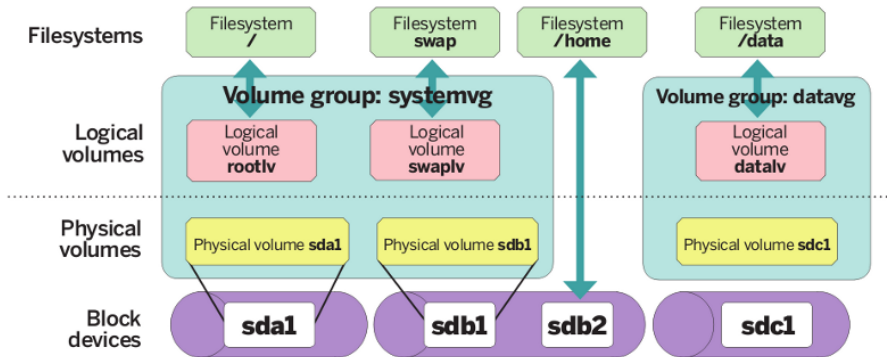 Filesystems
Filesystem
/
Filesystem
swap
Filesystem
/home
Filesystem
/data
Volume group: systemvg
Volume group: datavg
Logical
volumes
Logical
volume
rootlv
Logical
volume
swaplv
Logical
volume
datalv
Physical
volumes
Physical volume sda1
Physical volume sdb1
Physical volume sdc1
Block
devices
sda1
sdb1
sdb2
sdc1